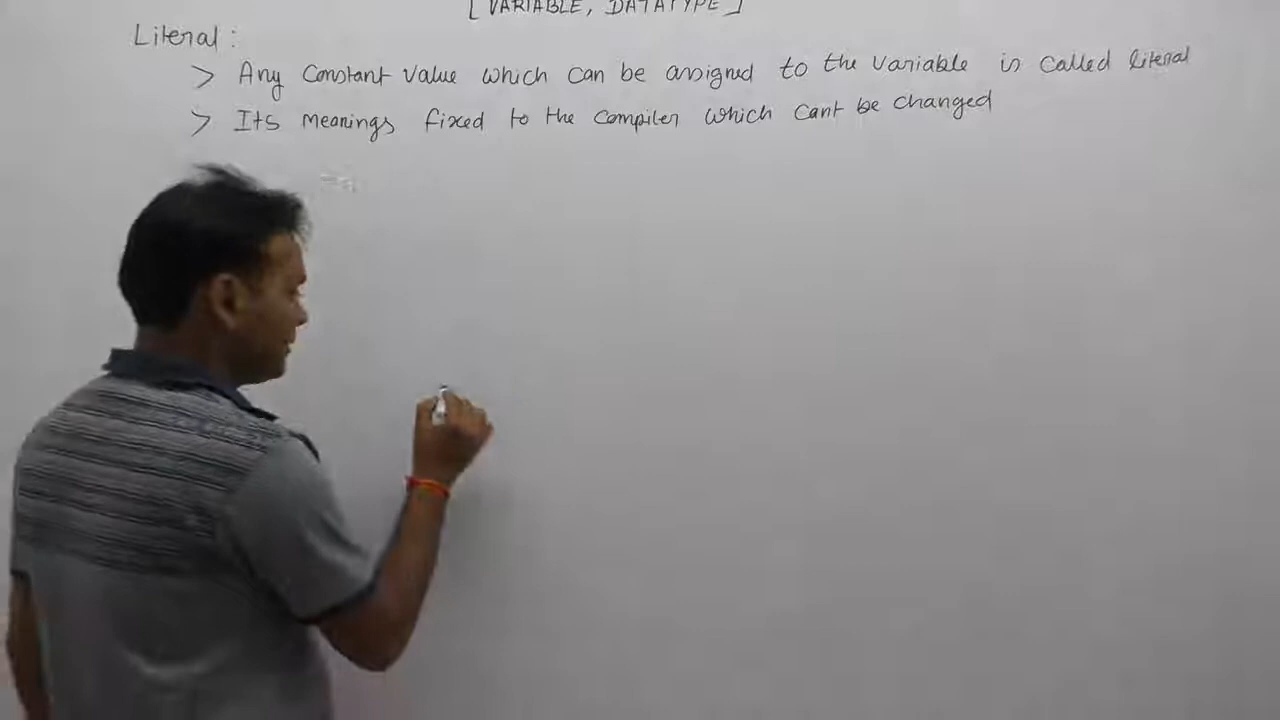 [ VARIABLE, DATATYPE ]
Literal :
> Any Constant value which can be assigned to the variable is called literal
> Its meanings fixed to the compiler which cant be changed